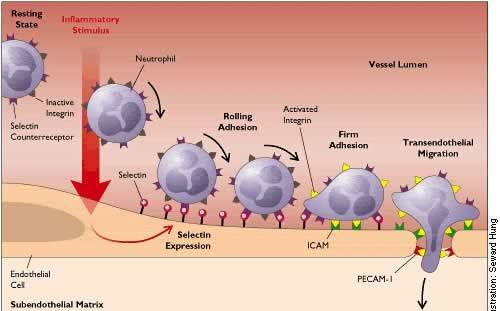 Resting
State
Inflammatory
Stimulus
Neutrophil
Vessel Lumen
Inactive
Integrin
Selectin
Counterreceptor
Rolling
Adhesion
Activated
Integrin
Firm
Adhesion
Transendothelial
Migration
Selectin
Selectin
Expression
ICAM
Endothelial
Cell
PECAM-1
Subendothelial Matrix
ustration: Seward Hung